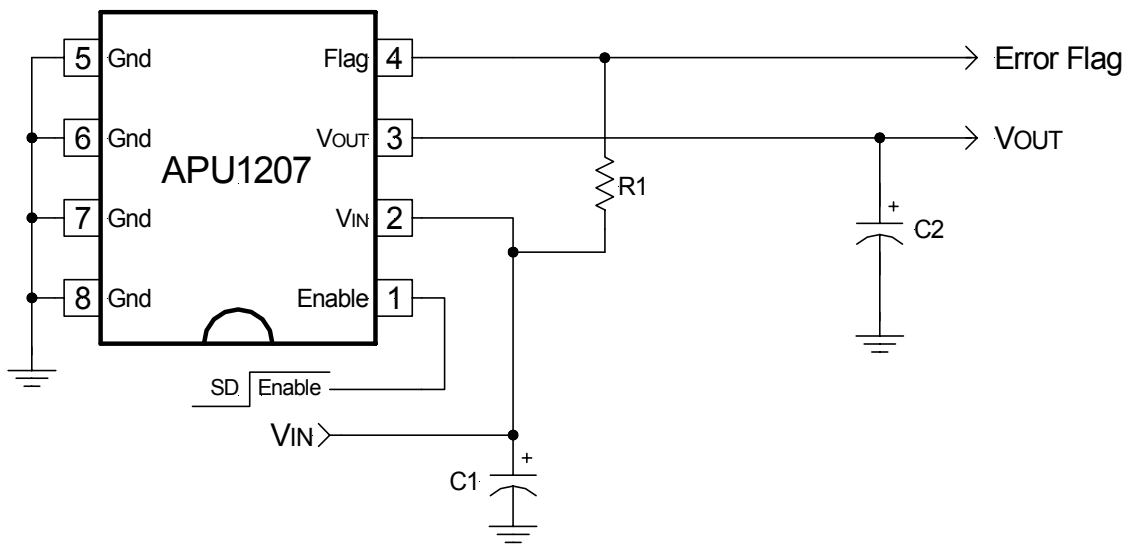 5 Gnd Flag 4 Error Flag
6 Gnd VOUT 3 VOUT
APU1207
R1
7 Gnd VIN 2
+
C2
8 Gnd Enable 1
SD Enable
VIN
+
C1